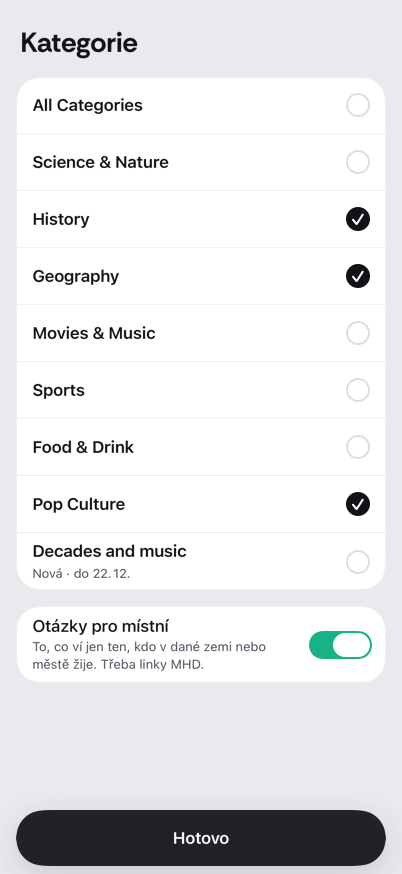 Kategorie
All Categories
Science & Nature
History
Geography
Movies & Music
Sports
Food & Drink
Pop Culture
Decades and music
Nová · do 22. 12.
Otázky pro místní
To, co ví jen ten, kdo v dané zemi nebo
městě žije. Třeba linky MHD.
Hotovo